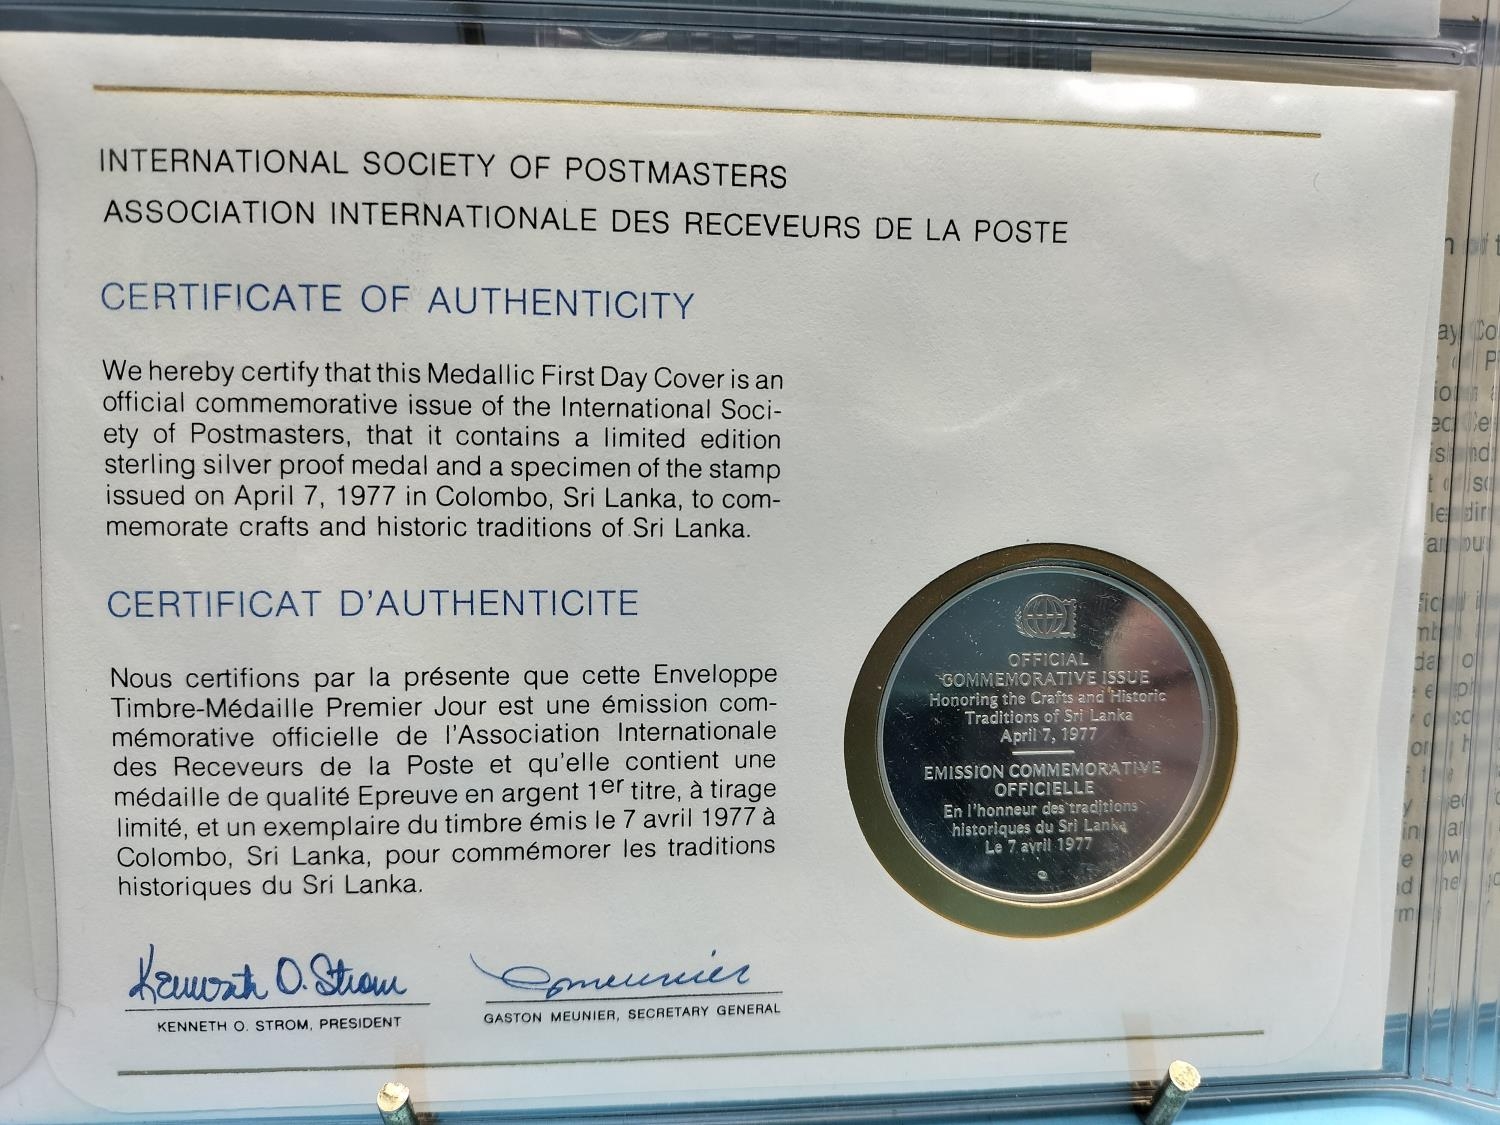 INTERNATIONAL SOCIETY OF POSTMASTERS
ASSOCIATION INTERNATIONALE DES RECEVEURS DE LA POSTE
CERTIFICATE OF AUTHENTICITY
We hereby certify that this Medallic First Day Cover is an
official commemorative issue of the International Soci-
ety of Postmasters, that it contains a limited edition
sterling silver proof medal and a specimen of the stamp
issued on April 7, 1977 in Colombo, Sri Lanka, to com-
memorate crafts and historic traditions of Sri Lanka.
CERTIFICAT D'AUTHENTICITE
Nous certifions par la présente que cette Enveloppe
Timbre-Médaille Premier Jour est une émission com-
mémorative officielle de l'Association Internationale
des Receveurs de la Poste et qu'elle contient une
médaille de qualité Epreuve en argent 1er titre, à tirage
limité, et un exemplaire du timbre émis le 7 avril 1977 à
Colombo, Sri Lanka, pour commémorer les traditions
historiques du Sri Lanka.
Kenneth O. Strom
KENNETH O. STROM, PRESIDENT
GMeunier
GASTON MEUNIER, SECRETARY GENERAL
OFFICIAL
COMMEMORATIVE ISSUE
Honoring the Crafts and Historic
Traditions of Sri Lanka
April 7, 1977
EMISSION COMMEMORATIVE
OFFICIELLE
En l'honneur des traditions
historiques du Sri Lanka
Le 7 avril 1977